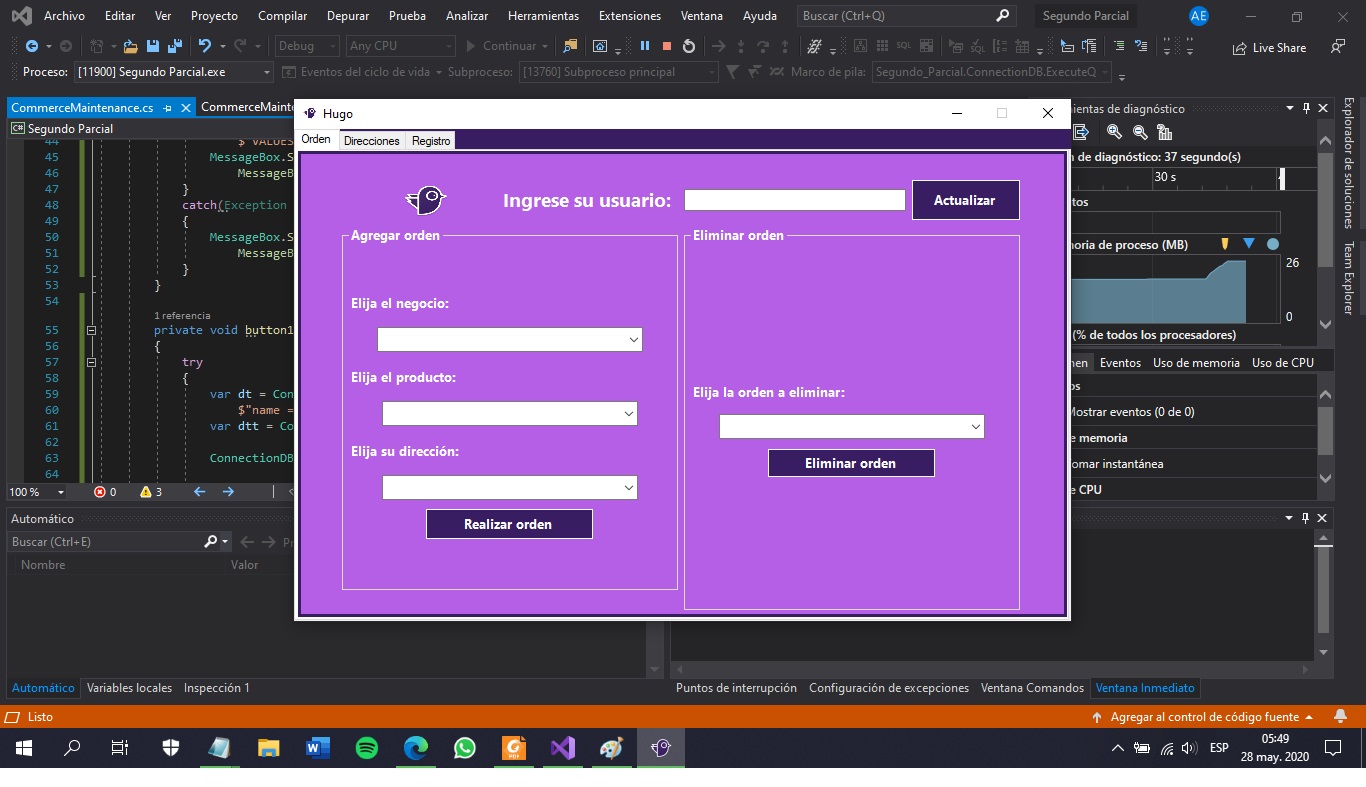 Archivo Editar Ver Proyecto Compilar Depurar Prueba Analizar Herramientas Extensiones Ventana Ayuda Buscar (Ctrl+Q) Segundo Parcial AE
Debug Any CPU Continuar SQL Live Share
Proceso: [11900] Segundo Parcial.exe Eventos del ciclo de vida Subproceso: [13760] Subproceso principal Marco de pila: Segundo_Parcial.ConnectionDB.ExecuteQ
CommerceMaintenance.cs CommerceMainte
C# Segundo Parcial
44 $"VALUES
45 MessageBox.S
46 MessageB
47 }
48 catch(Exception
49 {
50 MessageBox.S
51 MessageB
52 }
53 }
54
1 referencia
55 private void button1
56 {
57 try
58 {
59 var dt = Con
60 $"name =
61 var dtt = Co
62
63 ConnectionDB
64
100 % 0 3
Hugo
Orden Direcciones Registro
Ingrese su usuario: Actualizar
Agregar orden
Elija el negocio:
Elija el producto:
Elija su dirección:
Realizar orden
Eliminar orden
Elija la orden a eliminar:
Eliminar orden
ientas de diagnóstico
n de diagnóstico: 37 segundo(s)
30 s
tos
noria de proceso (MB)
26
0
(% de todos los procesadores)
nen Eventos Uso de memoria Uso de CPU
os
Mostrar eventos (0 de 0)
e memoria
omar instantánea
e CPU
Explorador de soluciones
Team Explorer
Automático
Buscar (Ctrl+E) Pr
Nombre Valor
Automático Variables locales Inspección 1
Puntos de interrupción Configuración de excepciones Ventana Comandos Ventana Inmediato
Listo Agregar al control de código fuente
ESP
05:49
28 may. 2020